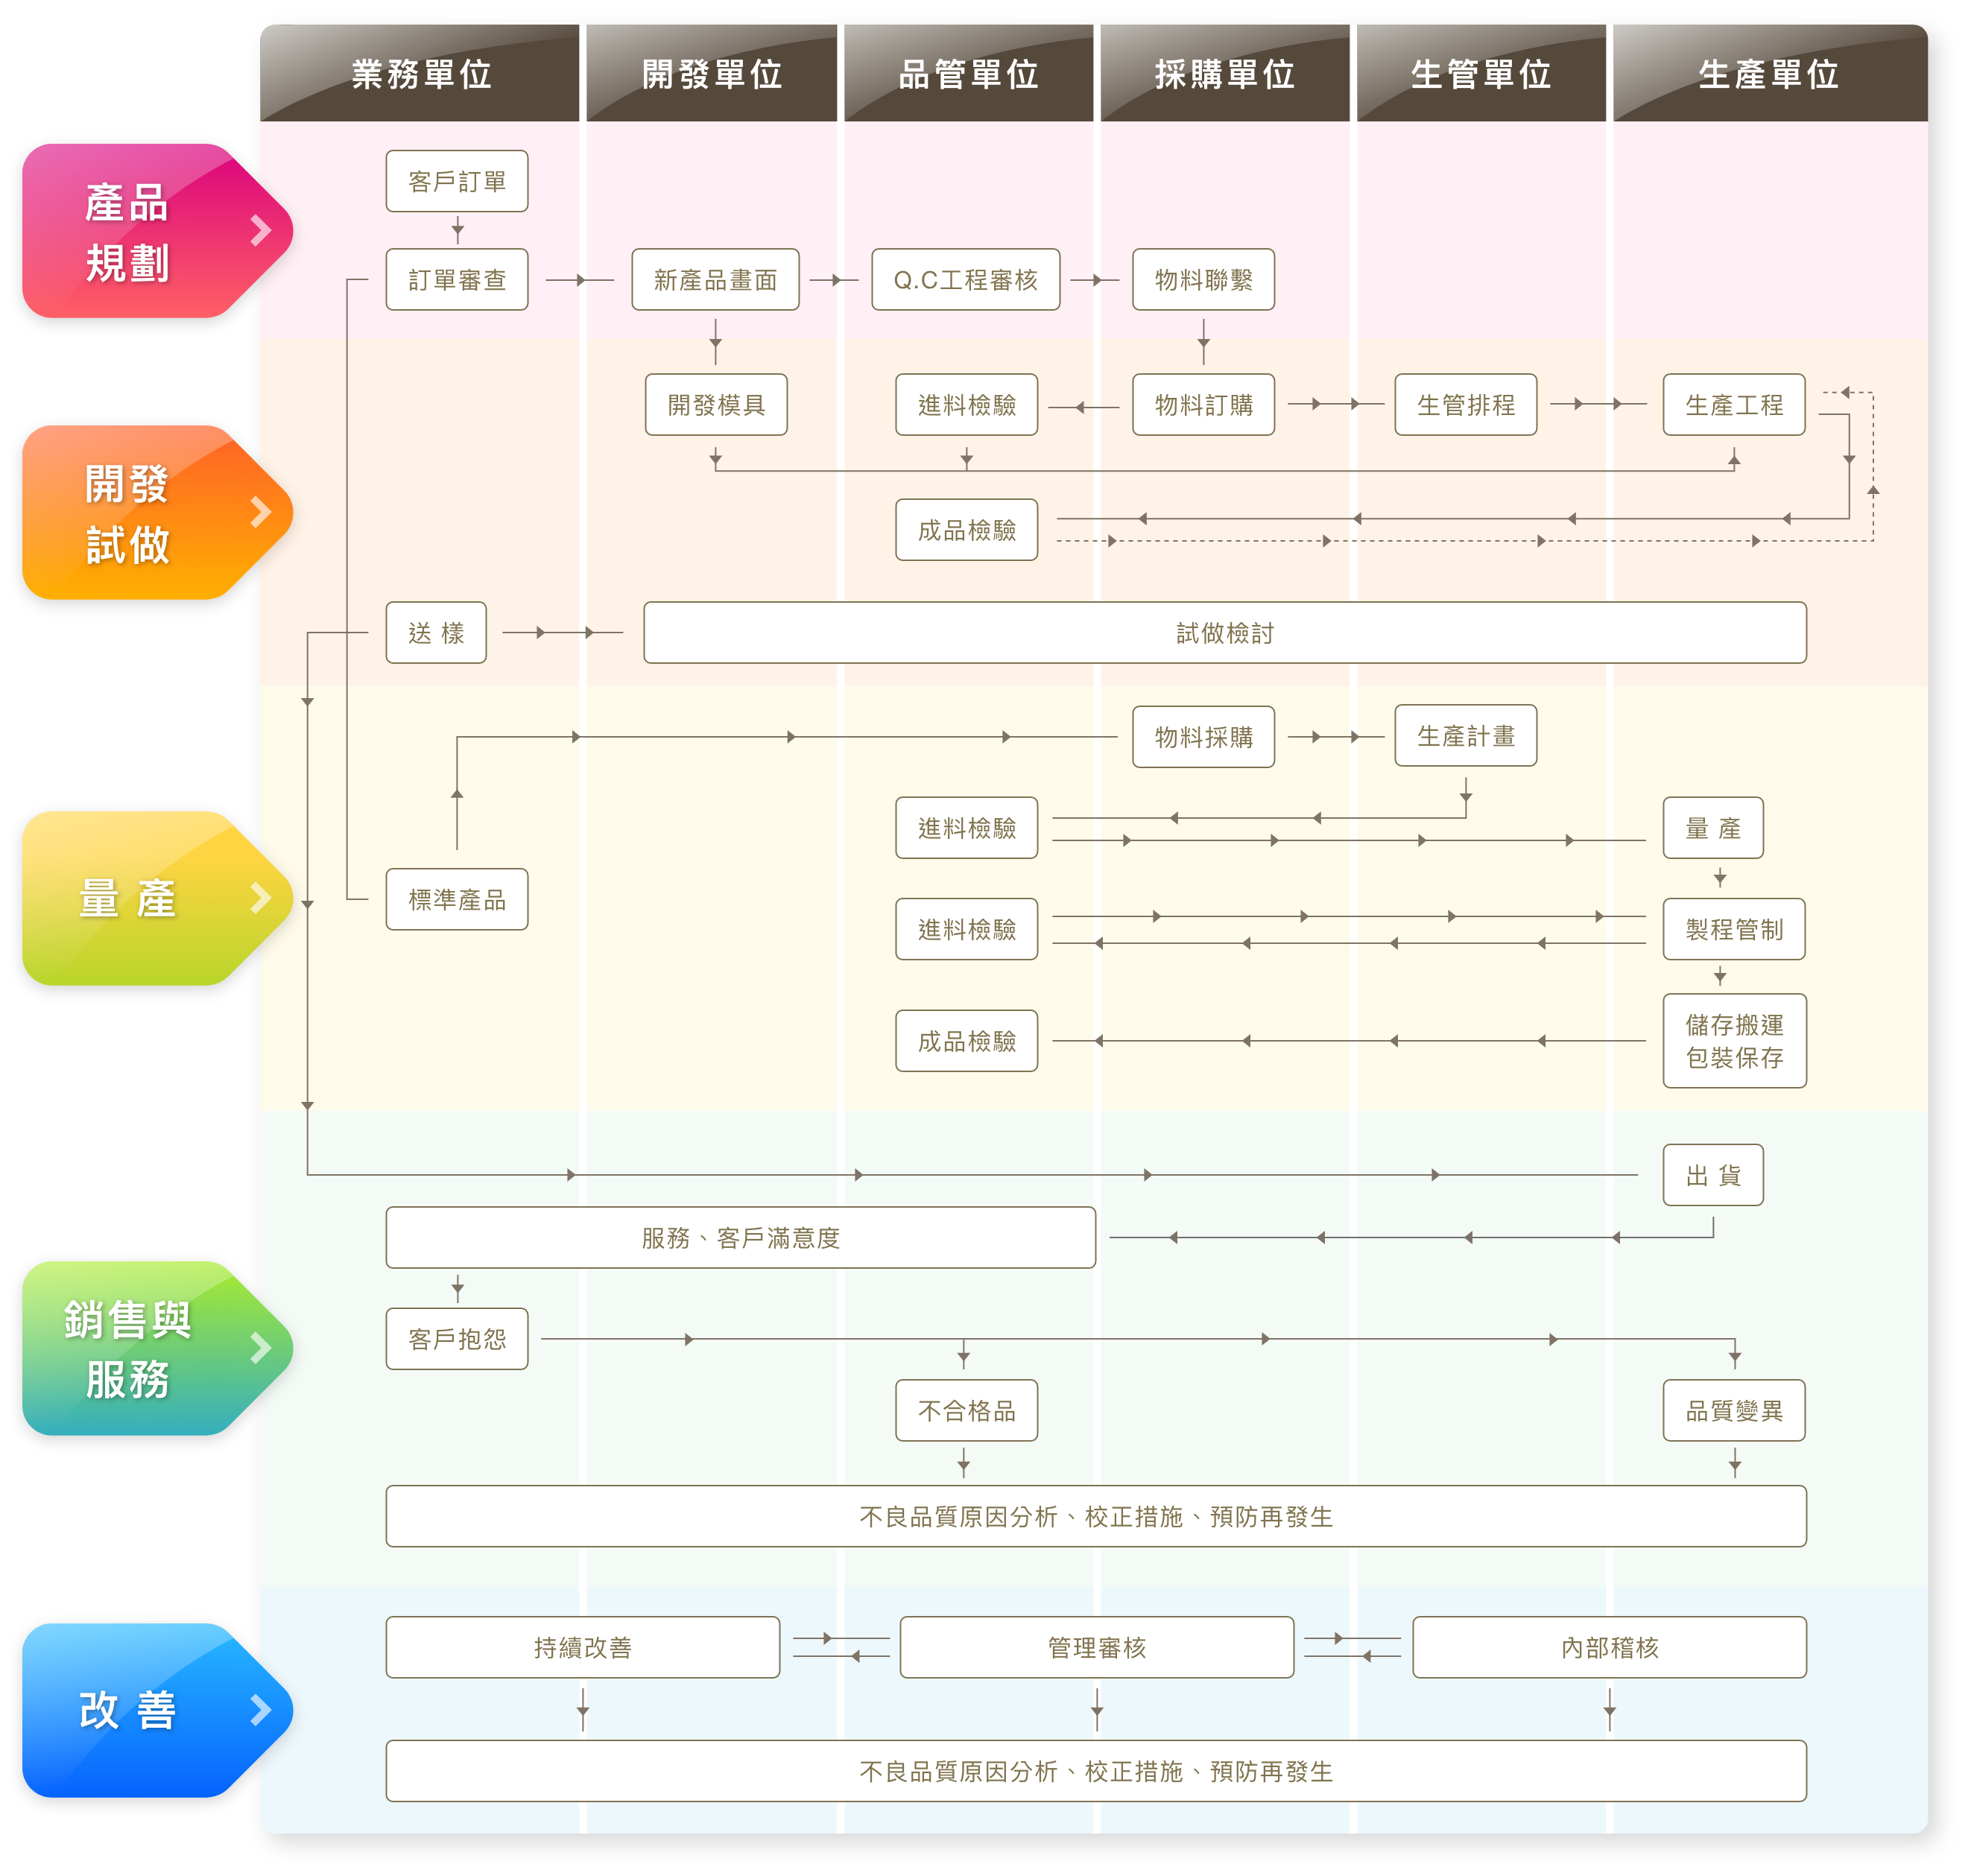 業務單位
開發單位
品管單位
採購單位
生管單位
生產單位
產品
規劃
客戶訂單
訂單審查
新產品畫面
Q.C工程審核
物料聯繫
開發
試做
開發模具
進料檢驗
物料訂購
生管排程
生產工程
成品檢驗
送 樣
試做檢討
量 產
物料採購
生產計畫
進料檢驗
量 產
標準產品
進料檢驗
製程管制
成品檢驗
儲存搬運
包裝保存
銷售與
服務
出 貨
服務、客戶滿意度
客戶抱怨
不合格品
品質變異
不良品質原因分析、校正措施、預防再發生
改 善
持續改善
管理審核
內部稽核
不良品質原因分析、校正措施、預防再發生